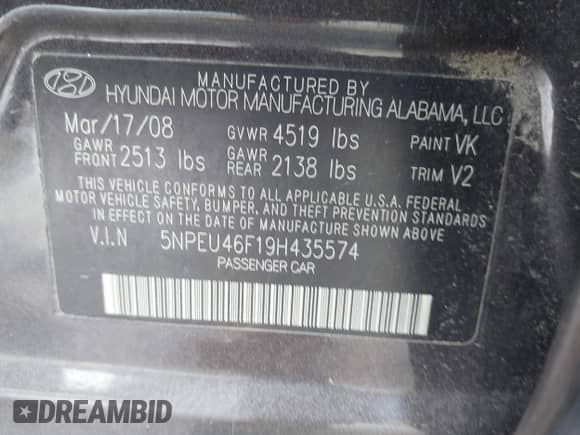 MANUFACTURED BY
HYUNDAI MOTOR MANUFACTURING ALABAMA, LLC
Mar/17/08 GVWR 4519 lbs PAINT VK
GAWR FRONT 2513 lbs GAWR REAR 2138 lbs TRIM V2
THIS VEHICLE CONFORMS TO ALL APPLICABLE U.S.A. FEDERAL
MOTOR VEHICLE SAFETY, BUMPER, AND THEFT PREVENTION STANDARDS
IN EFFECT ON THE DATE OF MANUFACTURE SHOWN ABOVE.
V.I.N 5NPEU46F19H435574
PASSENGER CAR
DREAMBID